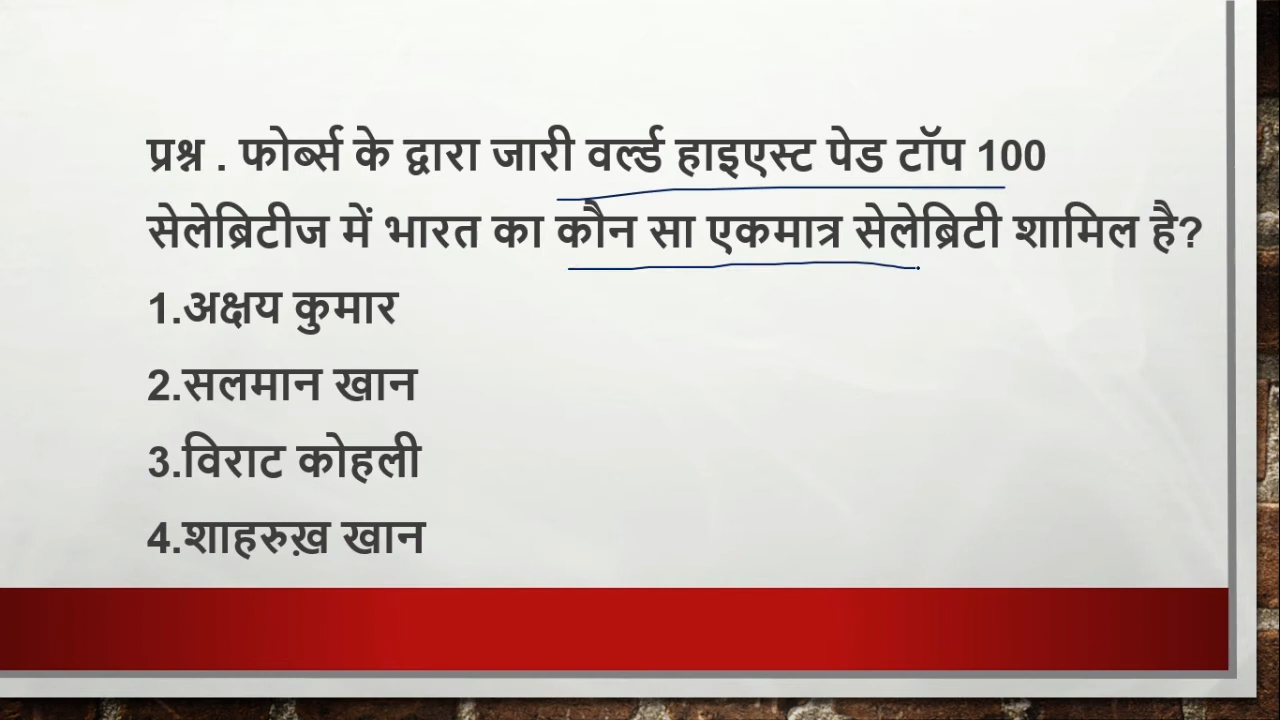 प्रश्न . फोर्ब्स के द्वारा जारी वर्ल्ड हाइएस्ट पेड टॉप 100
सेलेब्रिटीज में भारत का कौन सा एकमात्र सेलेब्रिटी शामिल है?
1.अक्षय कुमार
2.सलमान खान
3.विराट कोहली
4.शाहरुख़ खान